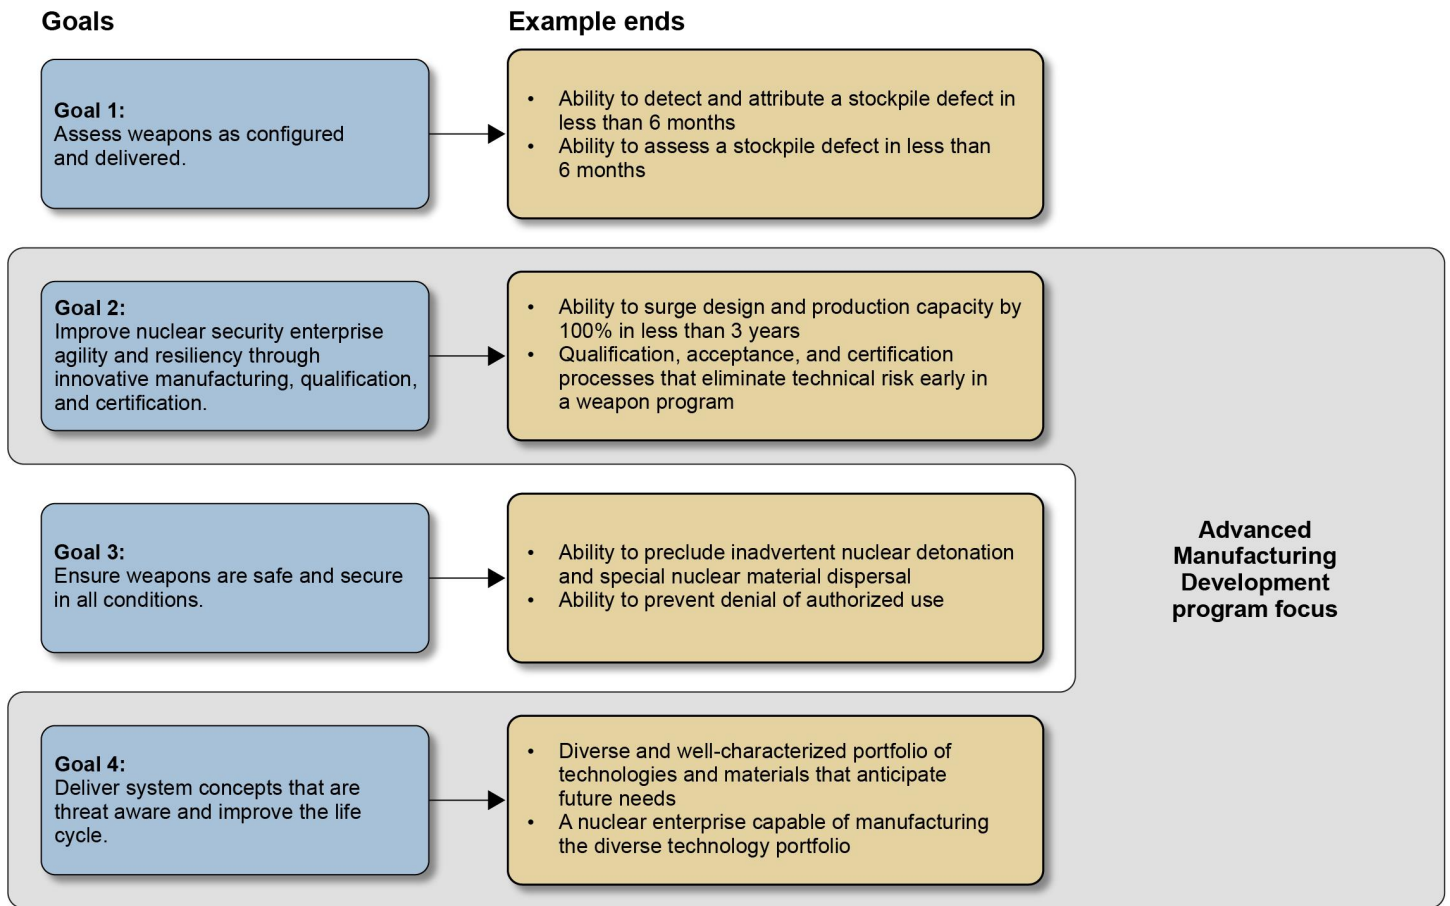 Goals
Example ends
Goal 1:
Assess weapons as configured
and delivered.
• Ability to detect and attribute a stockpile defect in
less than 6 months
• Ability to assess a stockpile defect in less than
6 months
Goal 2:
Improve nuclear security enterprise
agility and resiliency through
innovative manufacturing, qualification,
and certification.
• Ability to surge design and production capacity by
100% in less than 3 years
• Qualification, acceptance, and certification
processes that eliminate technical risk early in
a weapon program
Goal 3:
Ensure weapons are safe and secure
in all conditions.
• Ability to preclude inadvertent nuclear detonation
and special nuclear material dispersal
• Ability to prevent denial of authorized use
Advanced
Manufacturing
Development
program focus
Goal 4:
Deliver system concepts that are
threat aware and improve the life
cycle.
• Diverse and well-characterized portfolio of
technologies and materials that anticipate
future needs
• A nuclear enterprise capable of manufacturing
the diverse technology portfolio